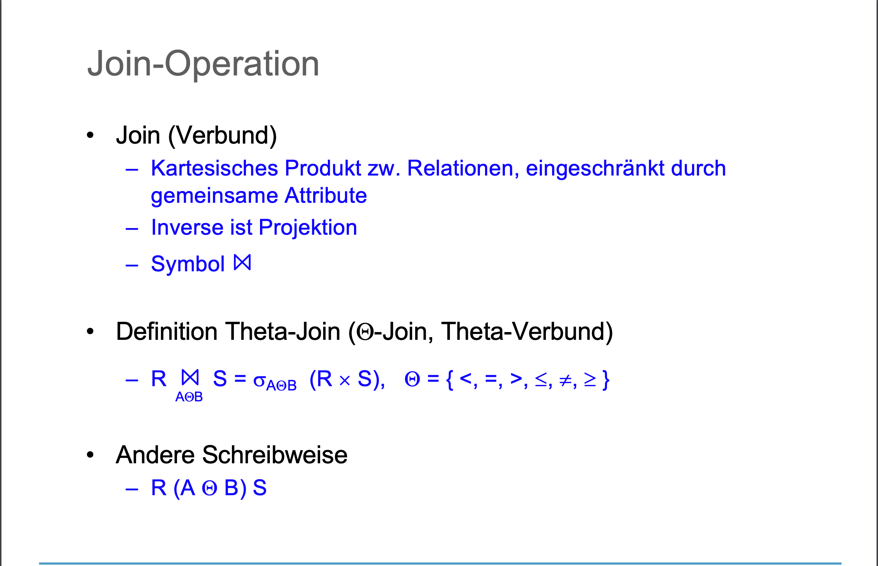 Join-Operation
• Join (Verbund)
– Kartesisches Produkt zw. Relationen, eingeschränkt durch
gemeinsame Attribute
– Inverse ist Projektion
– Symbol ⋈
• Definition Theta-Join (Θ-Join, Theta-Verbund)
– R ⋈ S = σAΘB (R × S), Θ = { <, =, >, ≤, ≠, ≥ }
AΘB
• Andere Schreibweise
– R (A Θ B) S